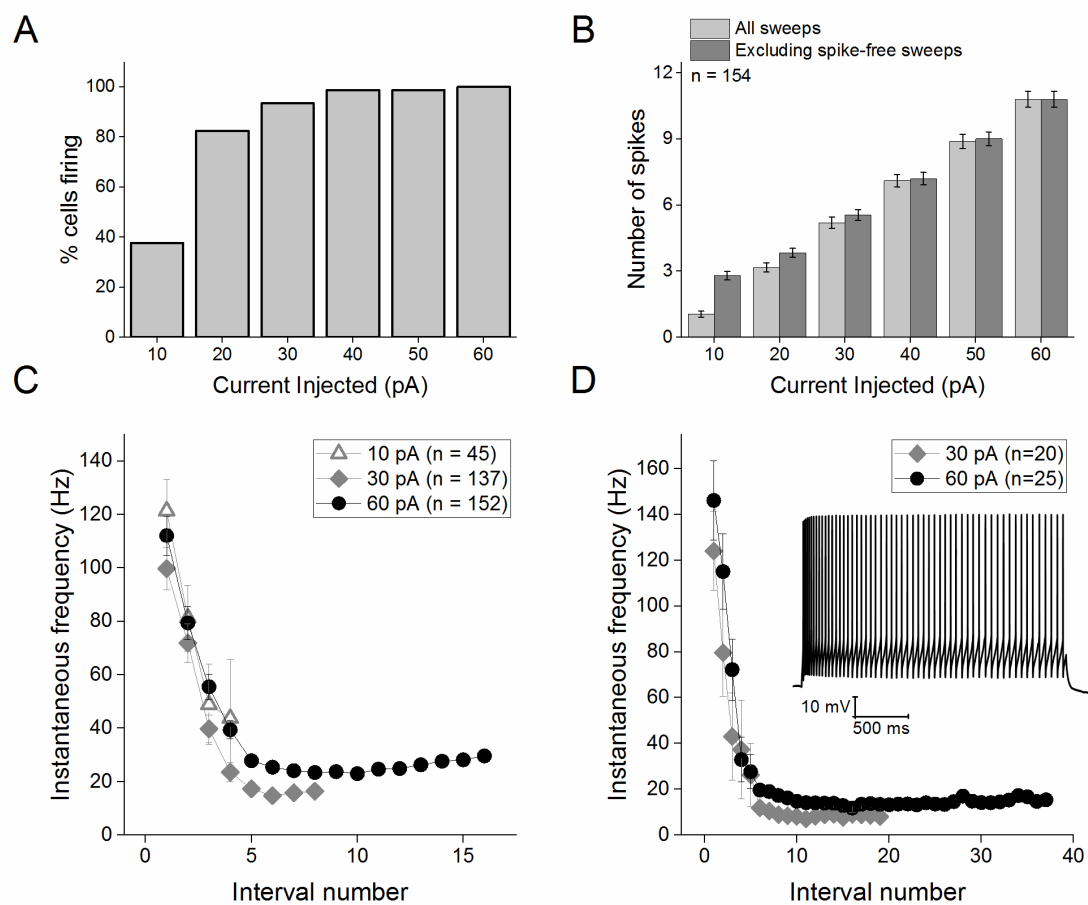 A
% cells firing
100
80
60
40
20
0
10 20 30 40 50 60
Current Injected (pA)
B
All sweeps
Excluding spike-free sweeps
n = 154
Number of spikes
12
9
6
3
0
10 20 30 40 50 60
Current Injected (pA)
C
Instantaneous frequency (Hz)
140
120
100
80
60
40
20
0
10 pA (n = 45)
30 pA (n = 137)
60 pA (n = 152)
0 5 10 15
Interval number
D
Instantaneous frequency (Hz)
160
140
120
100
80
60
40
20
0
30 pA (n=20)
60 pA (n=25)
10 mV
500 ms
0 10 20 30 40
Interval number